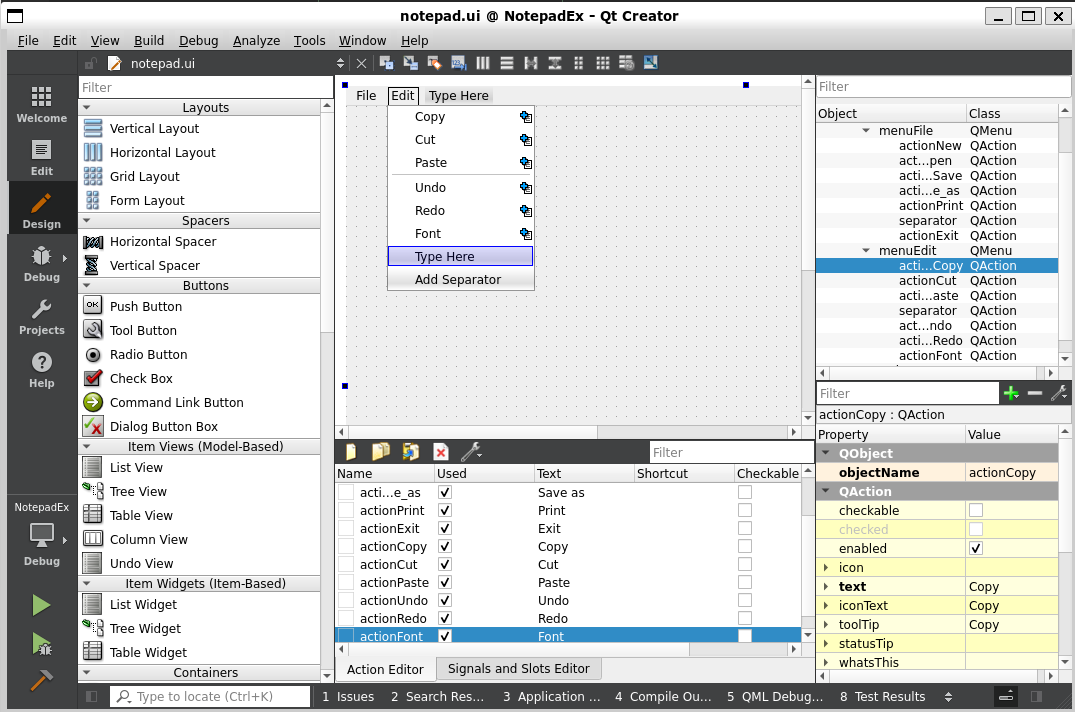 notepad.ui @ NotepadEx - Qt Creator
File Edit View Build Debug Analyze Tools Window Help
notepad.ui
Welcome
Edit
Design
Debug
Projects
Help
NotepadEx
Debug
Filter
Layouts
Vertical Layout
Horizontal Layout
Grid Layout
Form Layout
Spacers
Horizontal Spacer
Vertical Spacer
Buttons
OK Push Button
Tool Button
Radio Button
Check Box
Command Link Button
Dialog Button Box
Item Views (Model-Based)
List View
Tree View
Table View
Column View
Undo View
Item Widgets (Item-Based)
List Widget
Tree Widget
Table Widget
Containers
File Edit Type Here
Copy
Cut
Paste
Undo
Redo
Font
Type Here
Add Separator
Filter
Name Used Text Shortcut Checkable
acti...e_as Save as
actionPrint Print
actionExit Exit
actionCopy Copy
actionCut Cut
actionPaste Paste
actionUndo Undo
actionRedo Redo
actionFont Font
Action Editor Signals and Slots Editor
Filter
Object Class
menuFile QMenu
actionNew QAction
act...pen QAction
acti...Save QAction
acti...e_as QAction
actionPrint QAction
separator QAction
actionExit QAction
menuEdit QMenu
acti...Copy QAction
actionCut QAction
acti...aste QAction
separator QAction
act...ndo QAction
acti...Redo QAction
actionFont QAction
Filter
actionCopy : QAction
Property Value
QObject
objectName actionCopy
QAction
checkable
checked
enabled
icon
text Copy
iconText Copy
toolTip Copy
statusTip
whatsThis
Type to locate (Ctrl+K) 1 Issues 2 Search Res... 3 Application ... 4 Compile Ou... 5 QML Debug... 8 Test Results